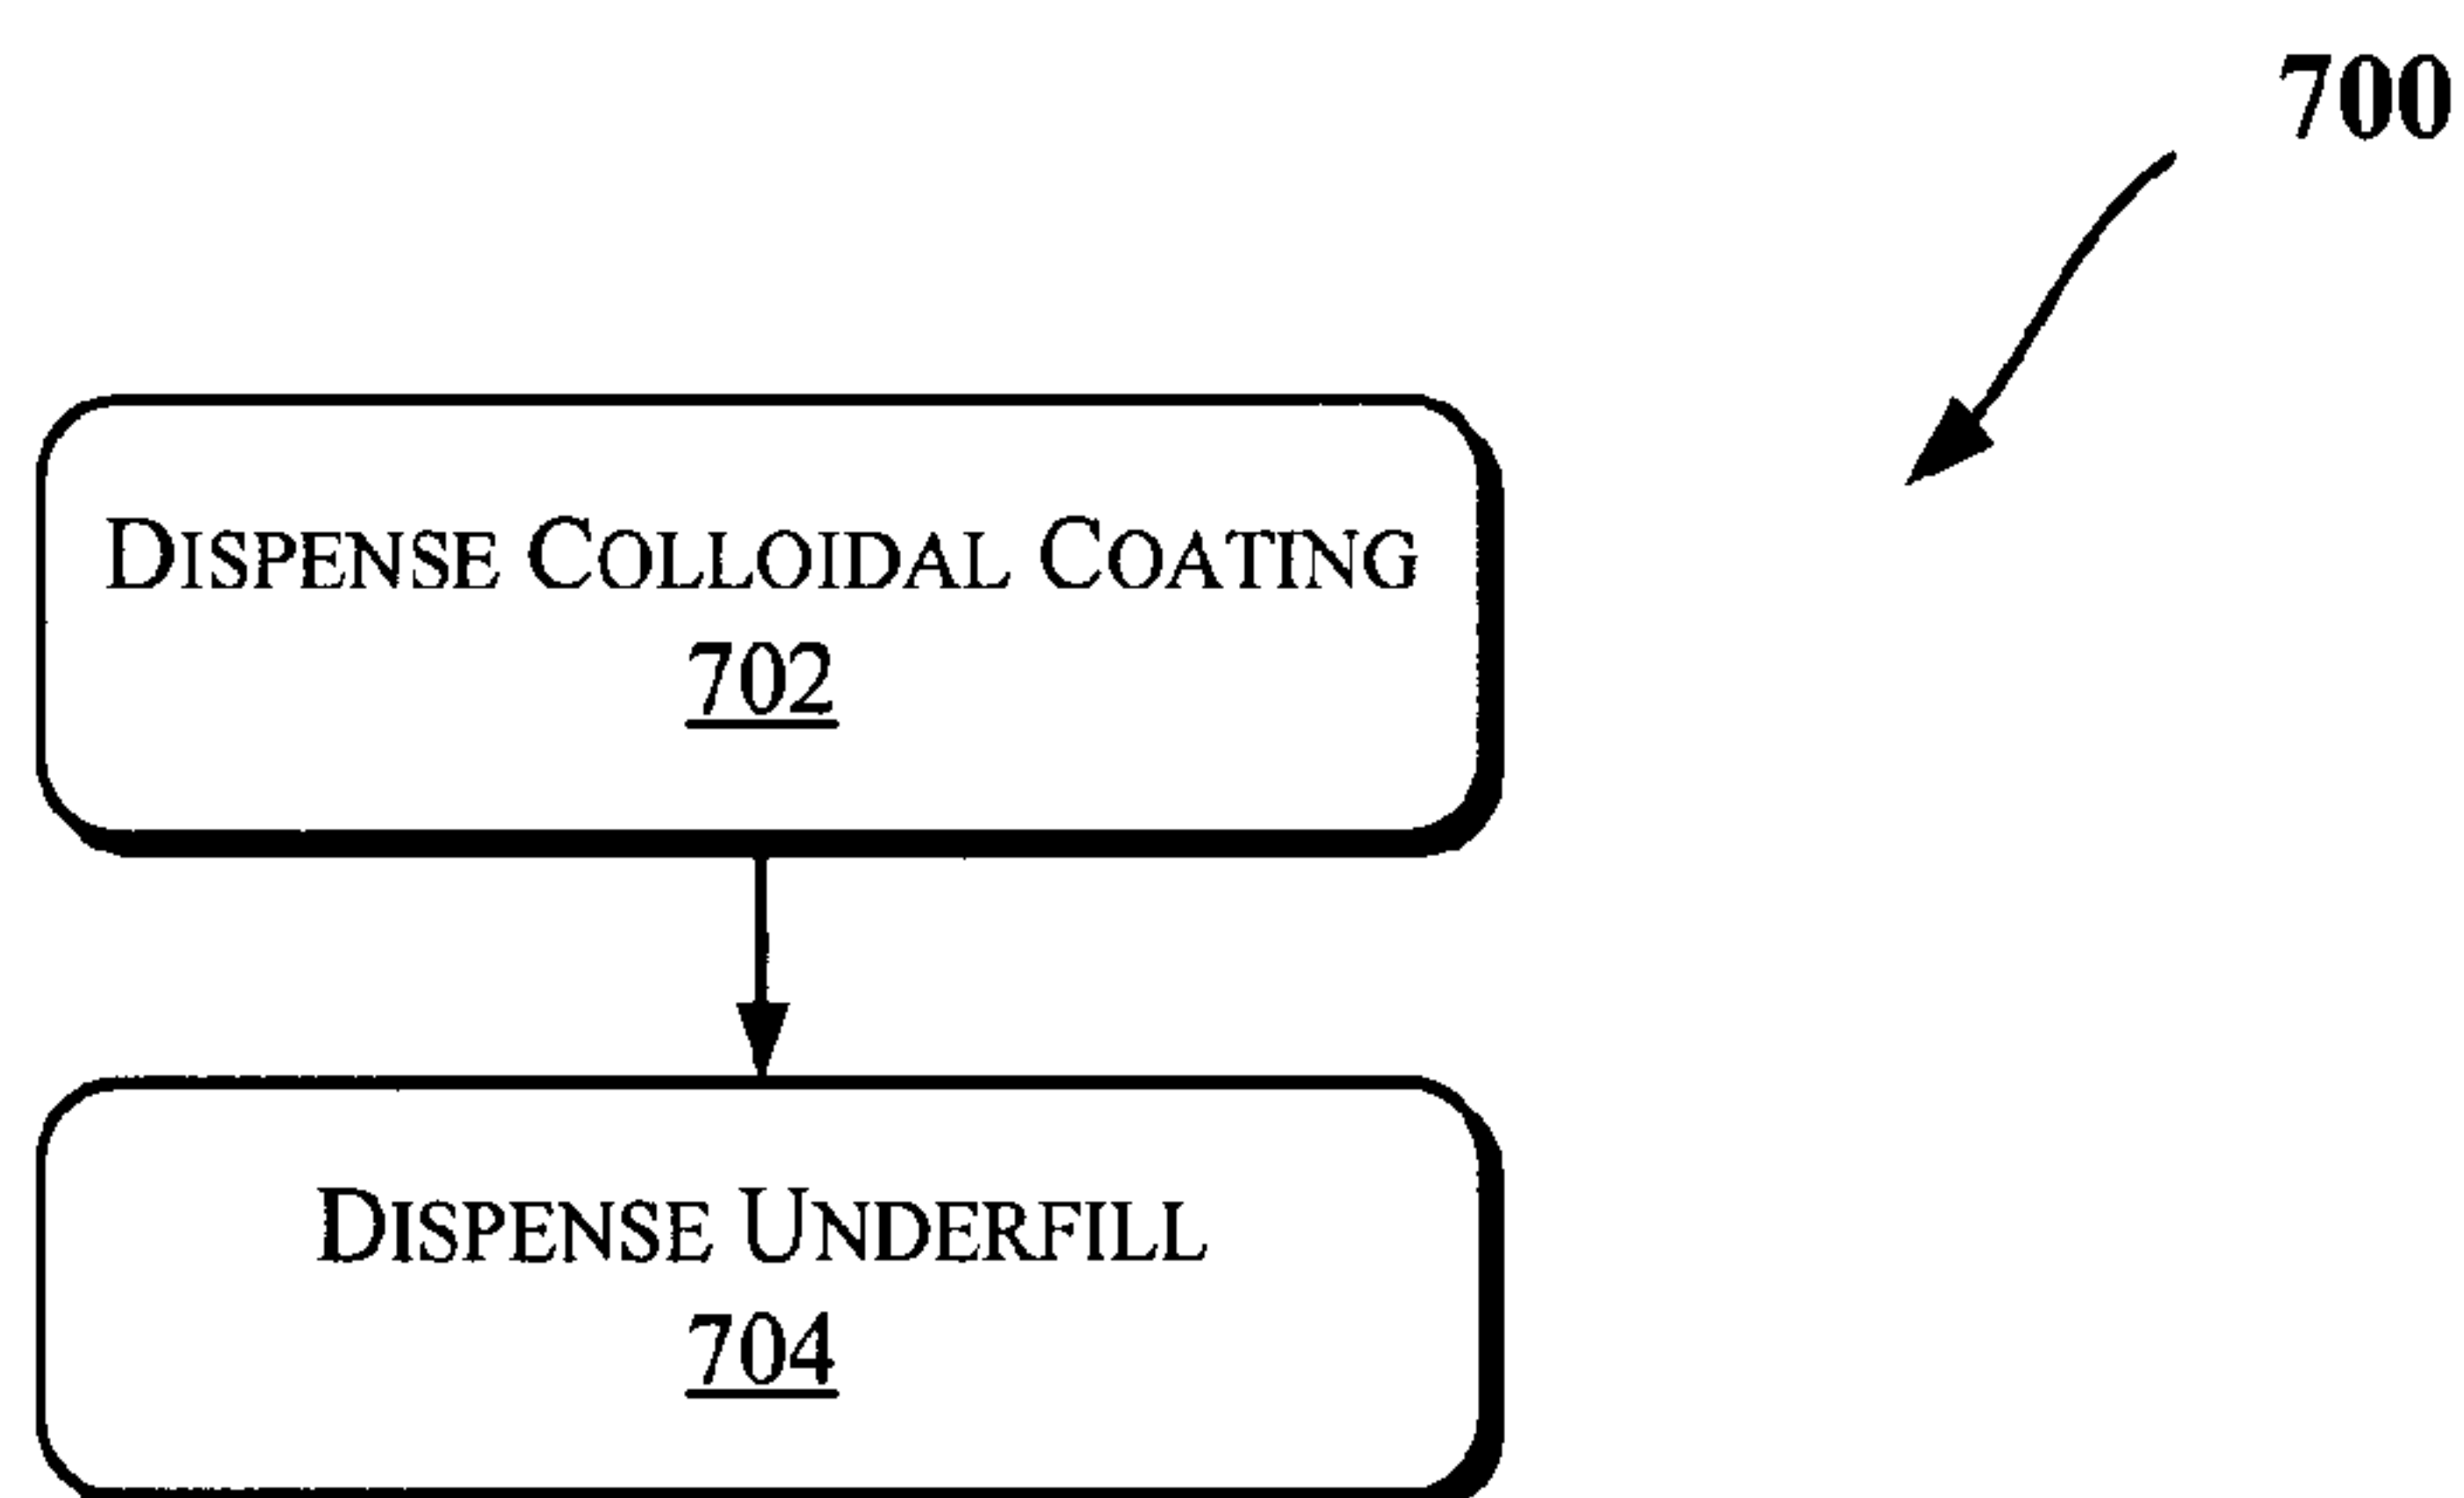 700
DISPENSE COLLOIDAL COATING
702
DISPENSE UNDERFILL
704